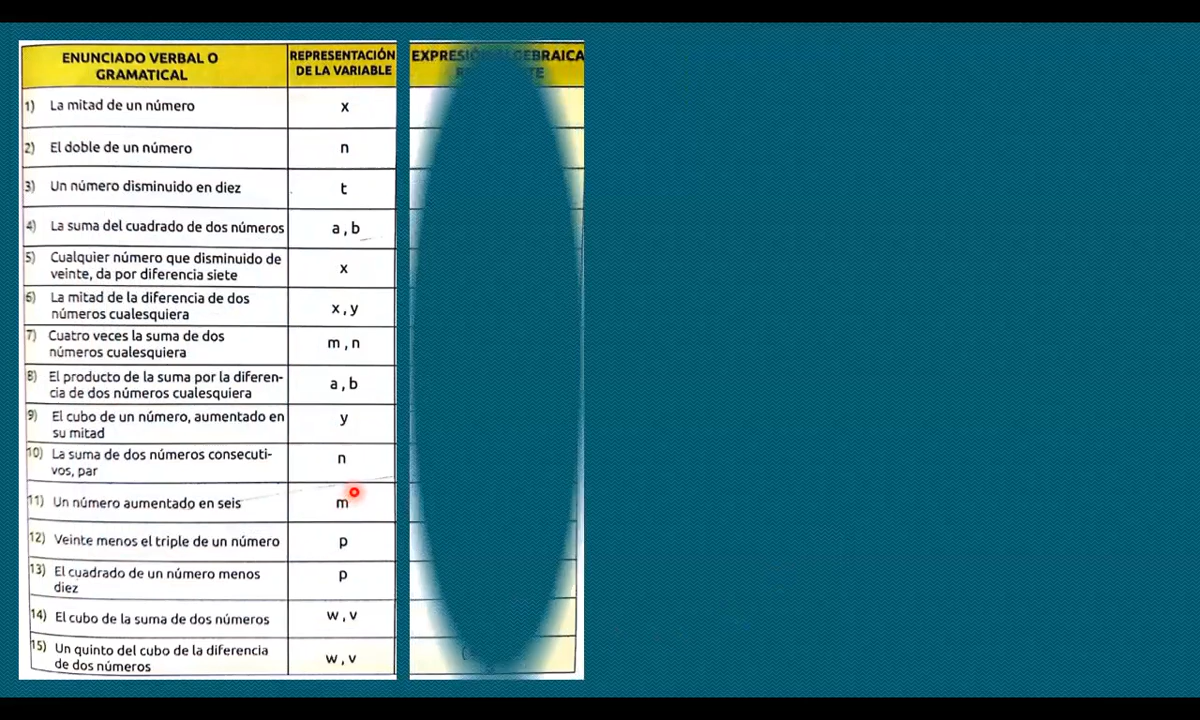 ENUNCIADO VERBAL O
GRAMATICAL
REPRESENTACIÓN
DE LA VARIABLE
1) La mitad de un número
x
2) El doble de un número
n
3) Un número disminuido en diez
t
4) La suma del cuadrado de dos números
a , b
5) Cualquier número que disminuido de
veinte, da por diferencia siete
x
6) La mitad de la diferencia de dos
números cualesquiera
x , y
7) Cuatro veces la suma de dos
números cualesquiera
m , n
8) El producto de la suma por la diferen-
cia de dos números cualesquiera
a , b
9) El cubo de un número, aumentado en
su mitad
y
10) La suma de dos números consecuti-
vos, par
n
11) Un número aumentado en seis
m
12) Veinte menos el triple de un número
p
13) El cuadrado de un número menos
diez
p
14) El cubo de la suma de dos números
w , v
15) Un quinto del cubo de la diferencia
de dos números
w , v